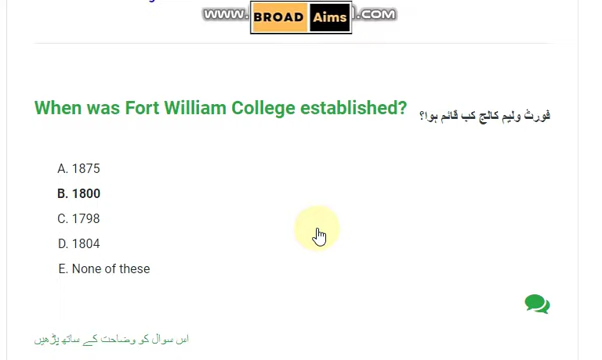 www.
BROAD Aims
.COM
When was Fort William College established?
فورٹ ولیم کالج کب قائم ہوا؟
A. 1875
B. 1800
C. 1798
D. 1804
E. None of these
اس سوال کو وضاحت کے ساتھ پڑھیں